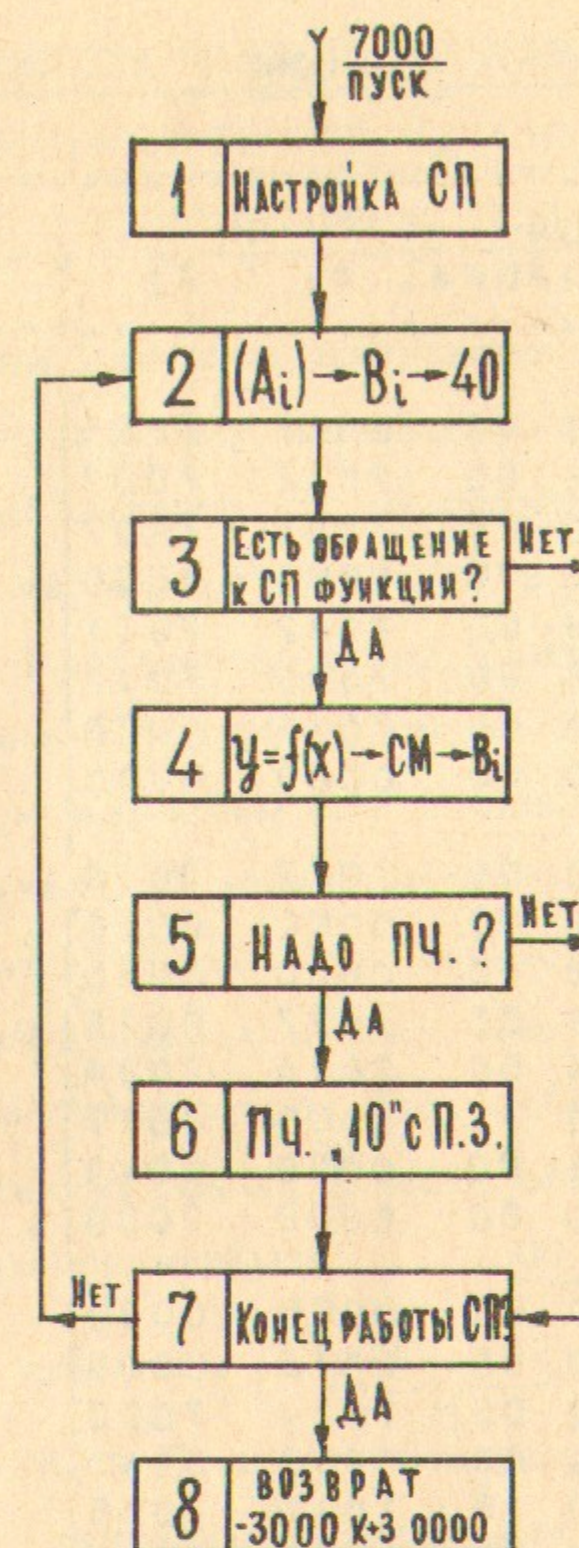 7000
ПУСК
1 НАСТРОЙКА СП
2 (Ai)→Bi→40
3 ЕСТЬ ОБРАЩЕНИЕ
К СП ФУНКЦИИ?
НЕТ
ДА
4 y=f(x)→СМ→Bi
5 НАДО ПЧ.?
НЕТ
ДА
6 ПЧ. „10" с П.З.
НЕТ
7 КОНЕЦ РАБОТЫ СП?
ДА
8 ВОЗВРАТ
-3000 К+3 0000